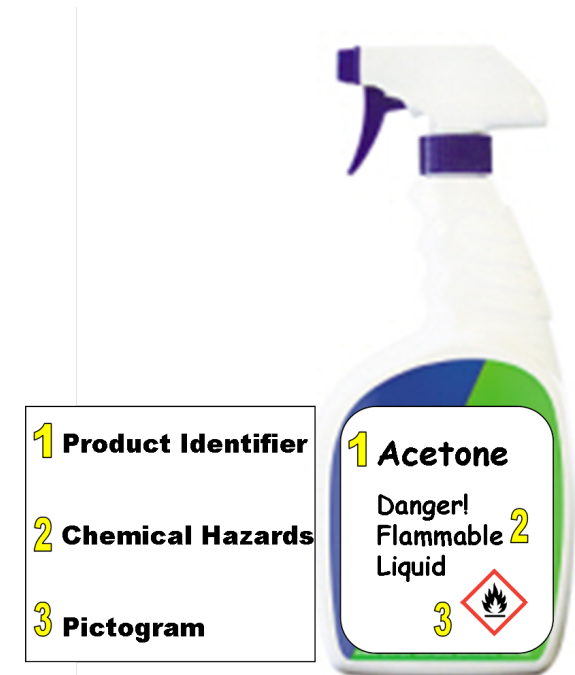 1 Product Identifier
2 Chemical Hazards
3 Pictogram
1 Acetone
Danger!
Flammable 2
Liquid
3